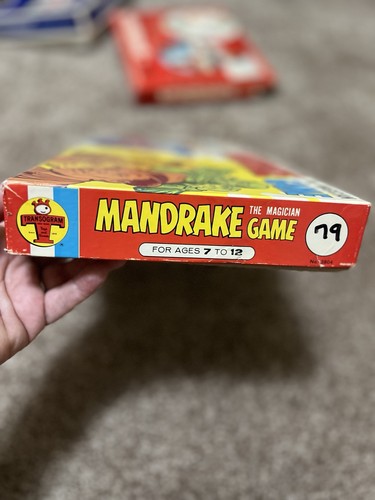 TRANSOGRAM
MANDRAKE THE MAGICIAN GAME
79
FOR AGES 7 TO 12